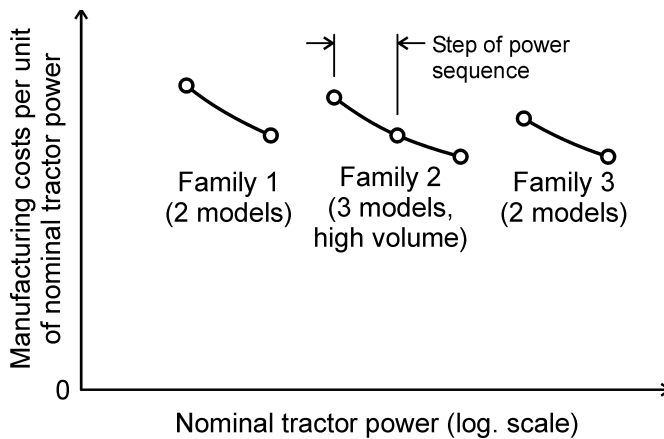 Manufacturing costs per unit
of nominal tractor power
Step of power
sequence
Family 1
(2 models)
Family 2
(3 models,
high volume)
Family 3
(2 models)
0
Nominal tractor power (log. scale)